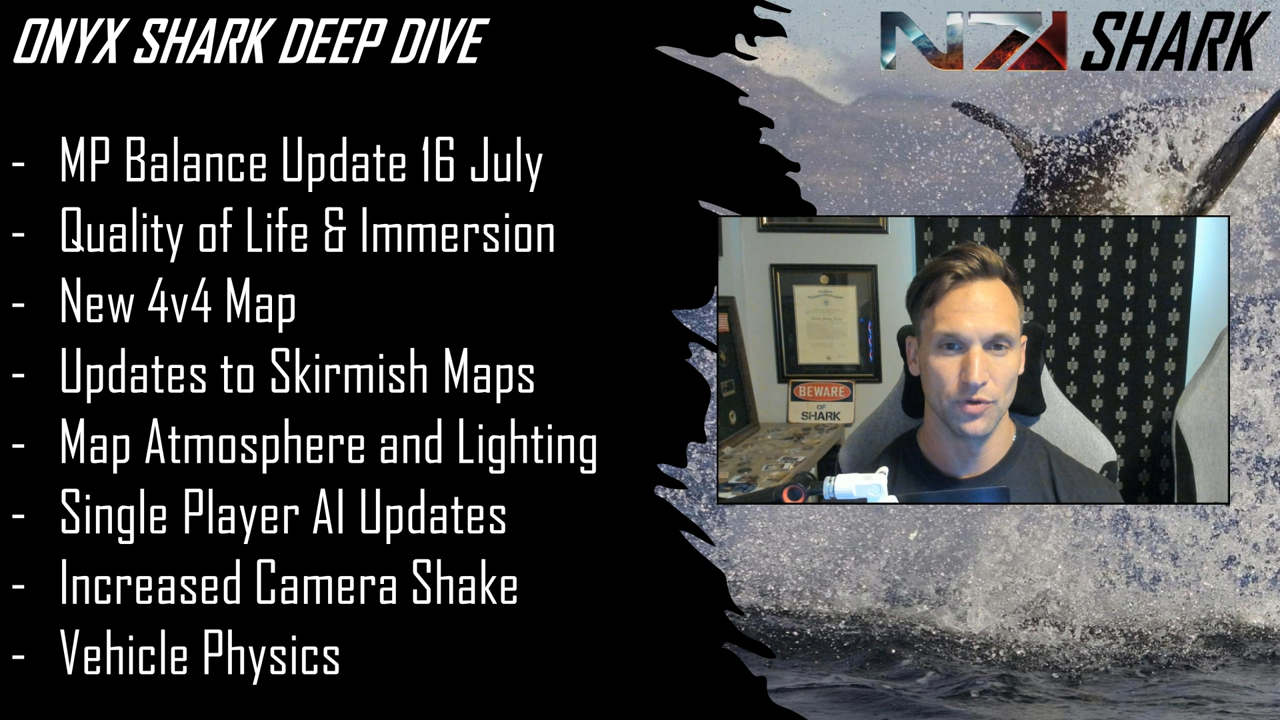 ONYX SHARK DEEP DIVE
N7 SHARK
- MP Balance Update 16 July
- Quality of Life & Immersion
- New 4v4 Map
- Updates to Skirmish Maps
- Map Atmosphere and Lighting
- Single Player AI Updates
- Increased Camera Shake
- Vehicle Physics
BEWARE
OF
SHARK